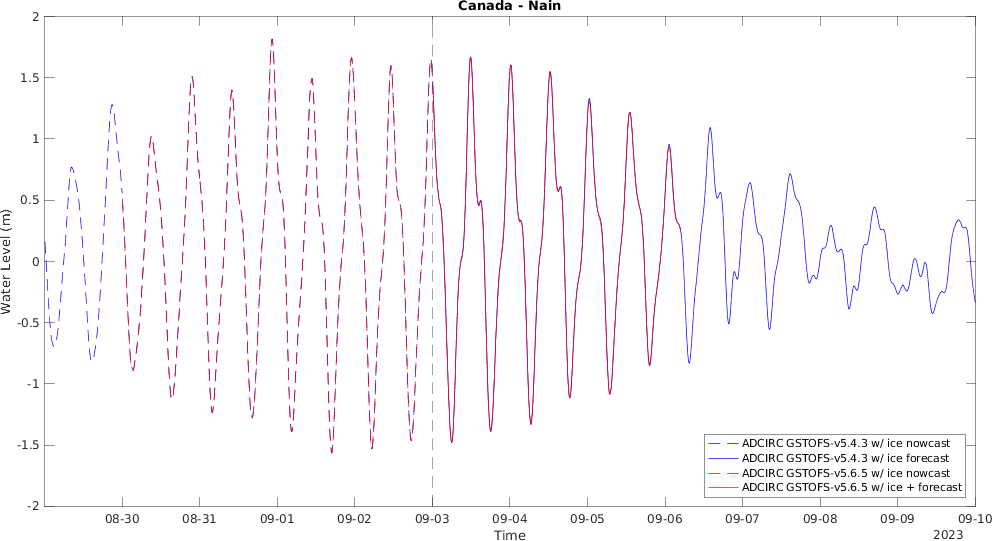 Canada - Nain
2
1.5
1
0.5
0
-0.5
-1
-1.5
-2
Water Level (m)
08-30 08-31 09-01 09-02 09-03 09-04 09-05 09-06 09-07 09-08 09-09 09-10
Time
2023
ADCIRC GSTOFS-v5.4.3 w/ ice nowcast
ADCIRC GSTOFS-v5.4.3 w/ ice forecast
ADCIRC GSTOFS-v5.6.5 w/ ice nowcast
ADCIRC GSTOFS-v5.6.5 w/ ice + forecast